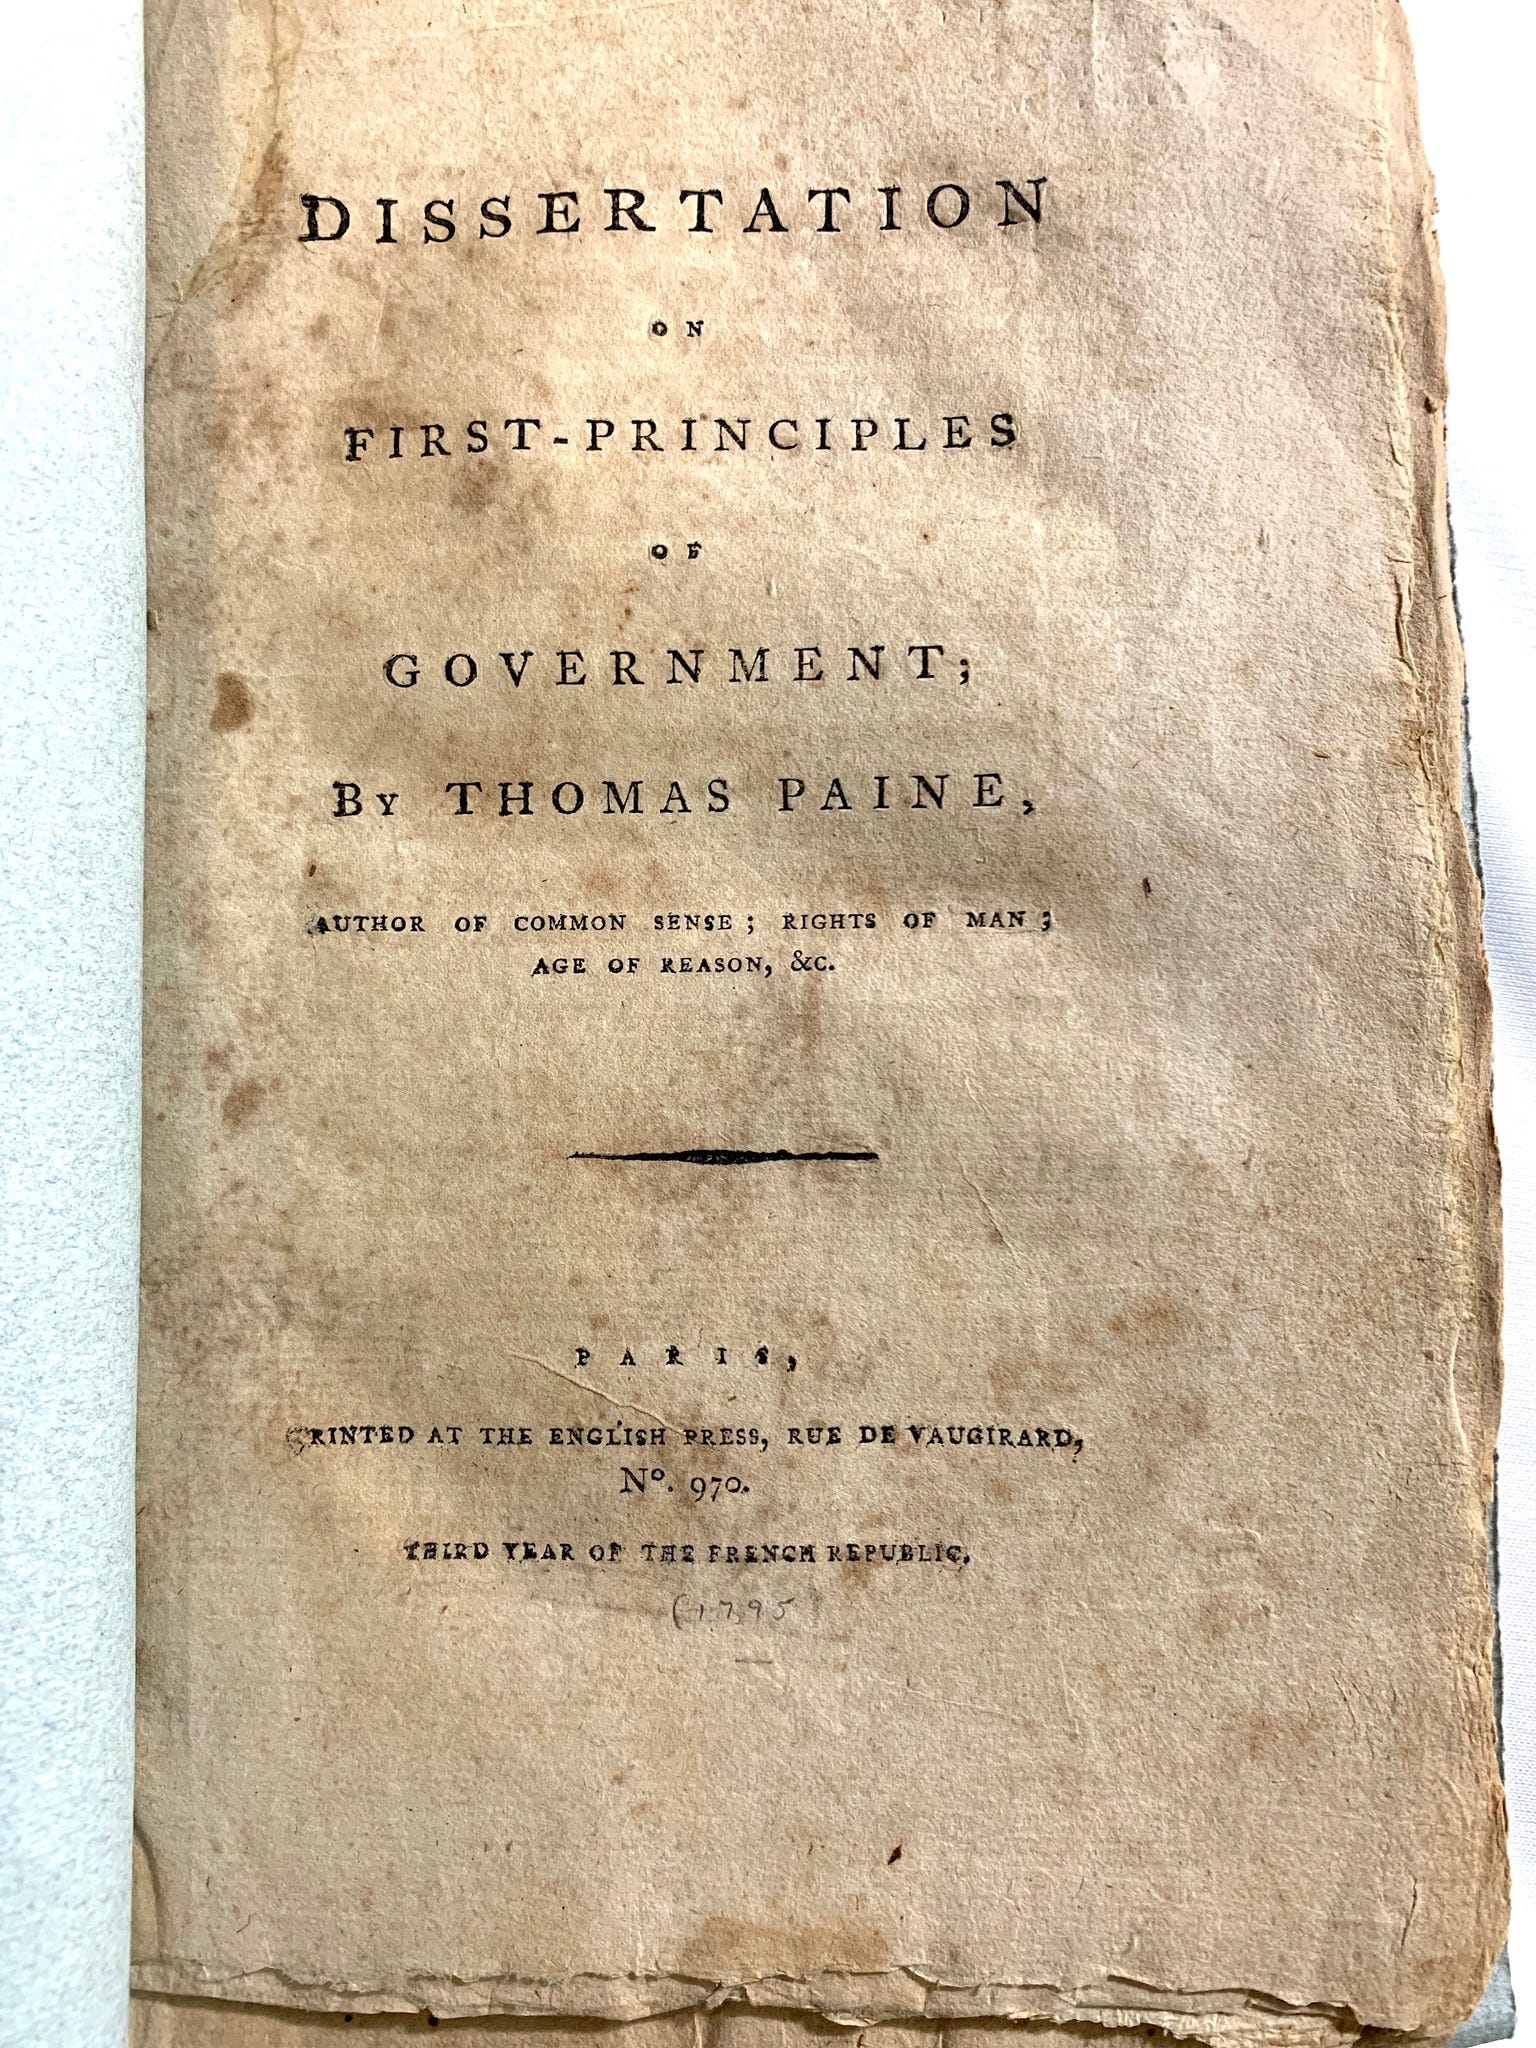 DISSERTATION
ON
FIRST-PRINCIPLES
OF
GOVERNMENT;
BY THOMAS PAINE,
AUTHOR OF COMMON SENSE; RIGHTS OF MAN;
AGE OF REASON, &C.
PARIS,
PRINTED AT THE ENGLISH PRESS, RUE DE VAUGIRARD,
Nº. 970.
THIRD YEAR OF THE FRENCH REPUBLIC.
(1795)